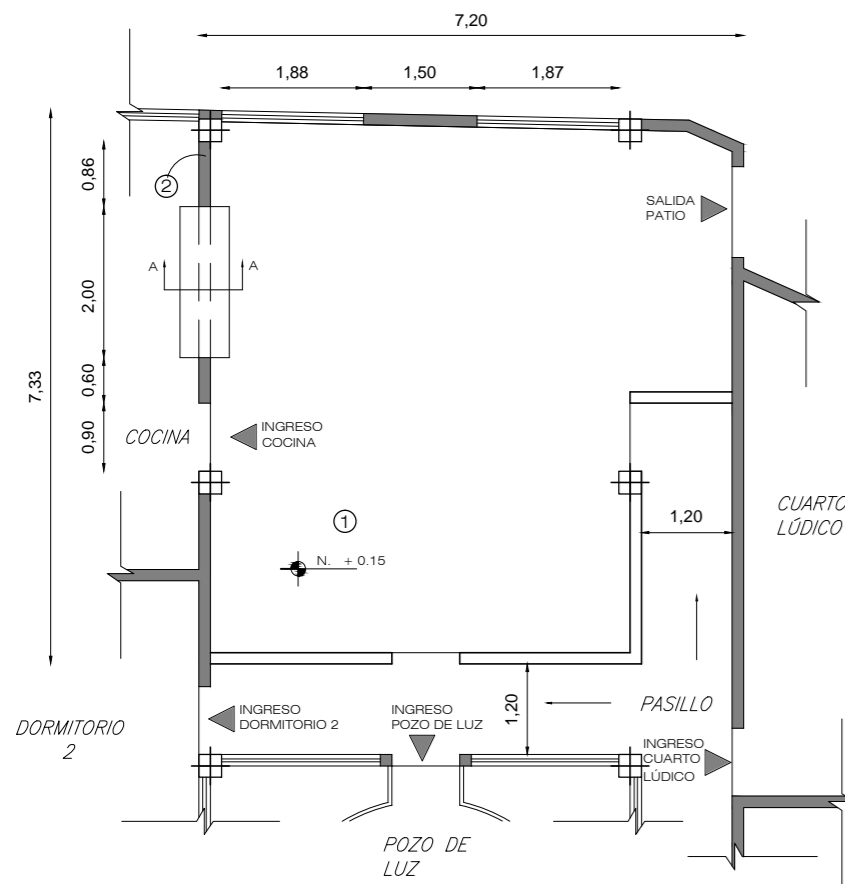 7,20
1,88
1,50
1,87
0,86
2
SALIDA
PATIO
A
A
2,00
7,33
0,60
0,90
COCINA
INGRESO
COCINA
1
1,20
CUARTO
LÚDICO
N. + 0.15
INGRESO
DORMITORIO 2
INGRESO
POZO DE LUZ
1,20
PASILLO
DORMITORIO
2
INGRESO
CUARTO
LÚDICO
POZO DE
LUZ